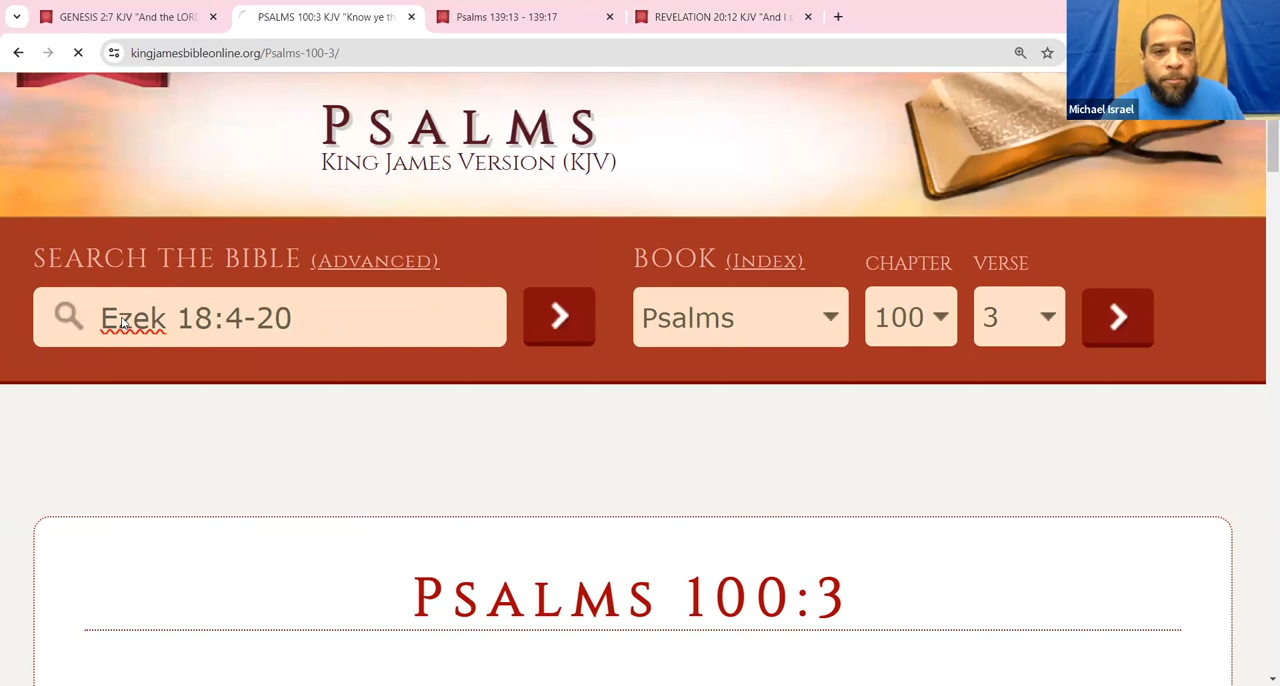 GENESIS 2:7 KJV "And the LORD
PSALMS 100:3 KJV "Know ye th
Psalms 139:13 - 139:17
REVELATION 20:12 KJV "And I s
kingjamesbibleonline.org/Psalms-100-3/
Michael Israel
PSALMS
KING JAMES VERSION (KJV)
SEARCH THE BIBLE (ADVANCED)
BOOK (INDEX)
CHAPTER
VERSE
Ezek 18:4-20
Psalms
100
3
PSALMS 100:3